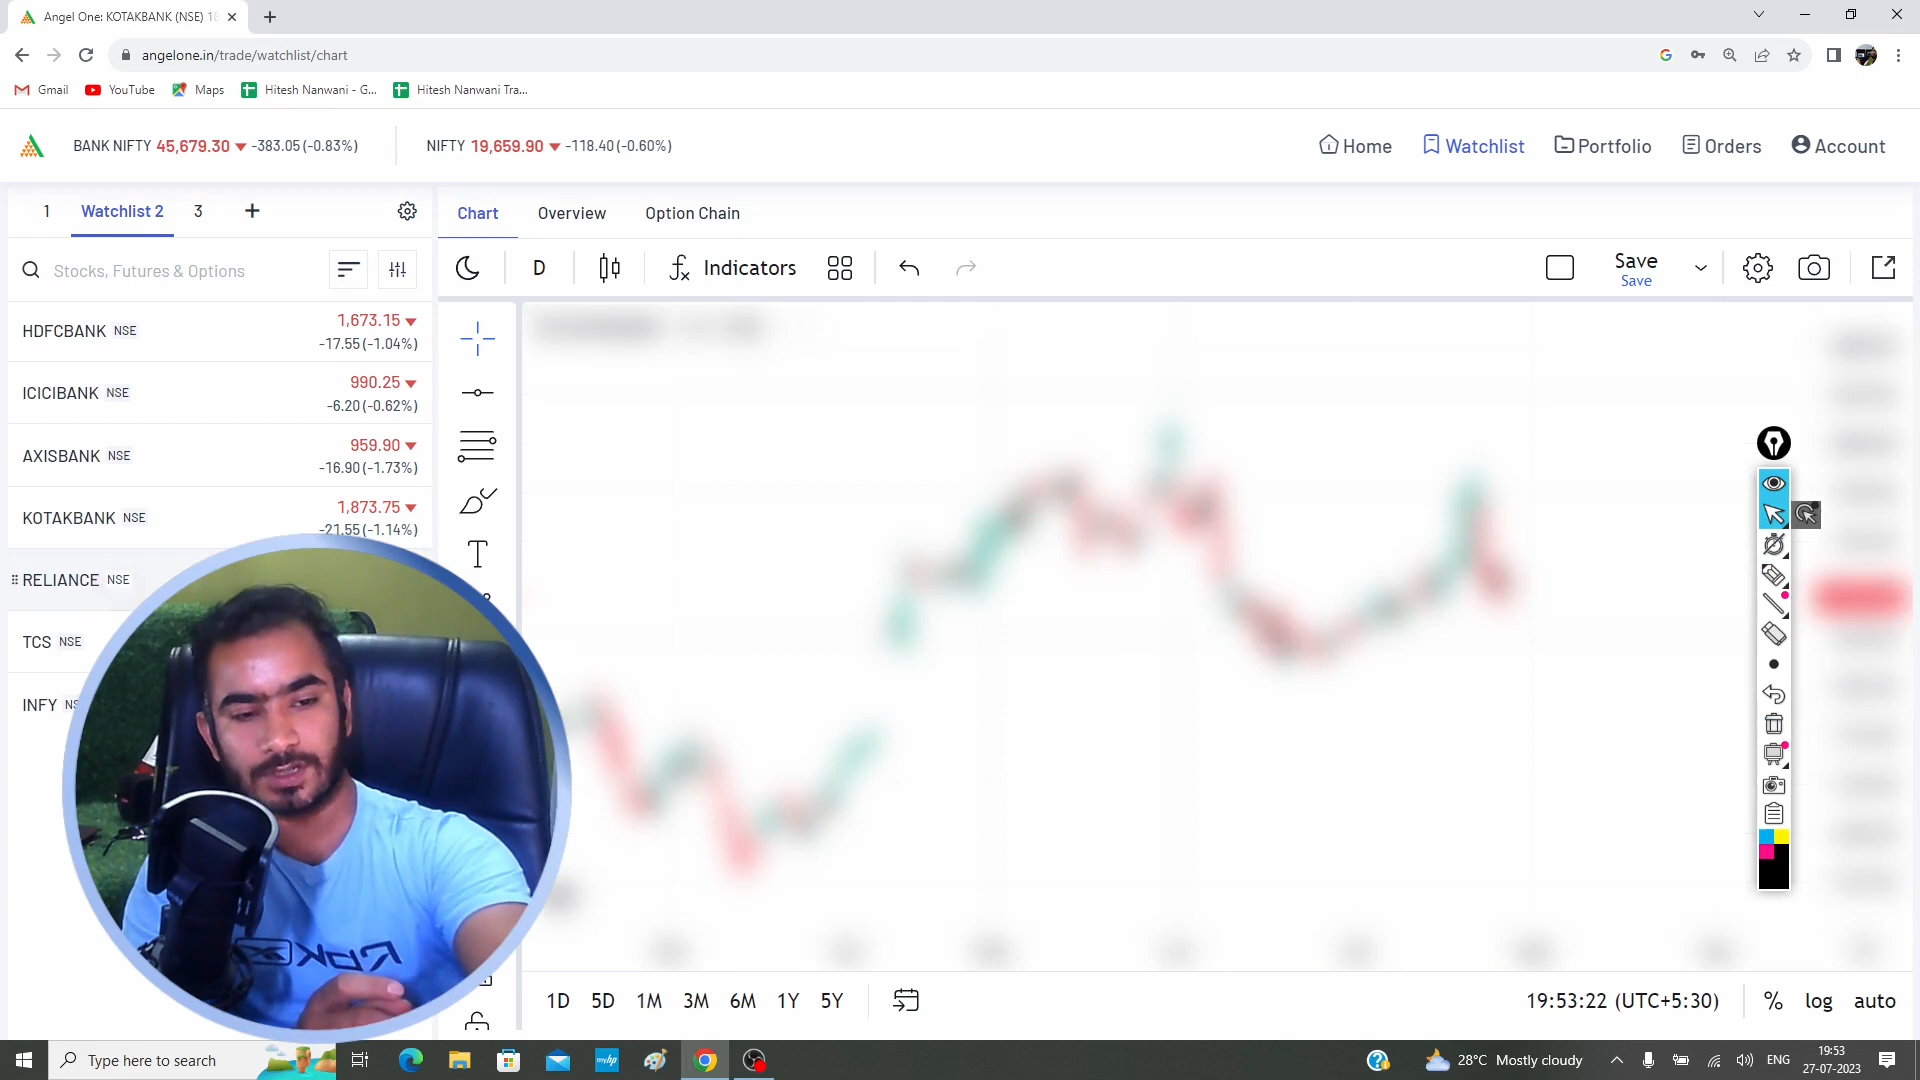 Angel One: KOTAKBANK (NSE) 18
angelone.in/trade/watchlist/chart
Gmail YouTube Maps Hitesh Nanwani - G... Hitesh Nanwani Tra...
BANK NIFTY 45,679.30 -383.05 (-0.83%) NIFTY 19,659.90 -118.40 (-0.60%) Home Watchlist Portfolio Orders Account
1 Watchlist 2 3 +
Chart Overview Option Chain
Stocks, Futures & Options
D Indicators Save
Save
HDFCBANK NSE 1,673.15
-17.55 (-1.04%)
ICICIBANK NSE 990.25
-6.20 (-0.62%)
AXISBANK NSE 959.90
-16.90 (-1.73%)
KOTAKBANK NSE 1,873.75
-21.55 (-1.14%)
RELIANCE NSE
TCS NSE
INFY
1D 5D 1M 3M 6M 1Y 5Y 19:53:22 (UTC+5:30) % log auto
Type here to search 28°C Mostly cloudy ENG 19:53
27-07-2023